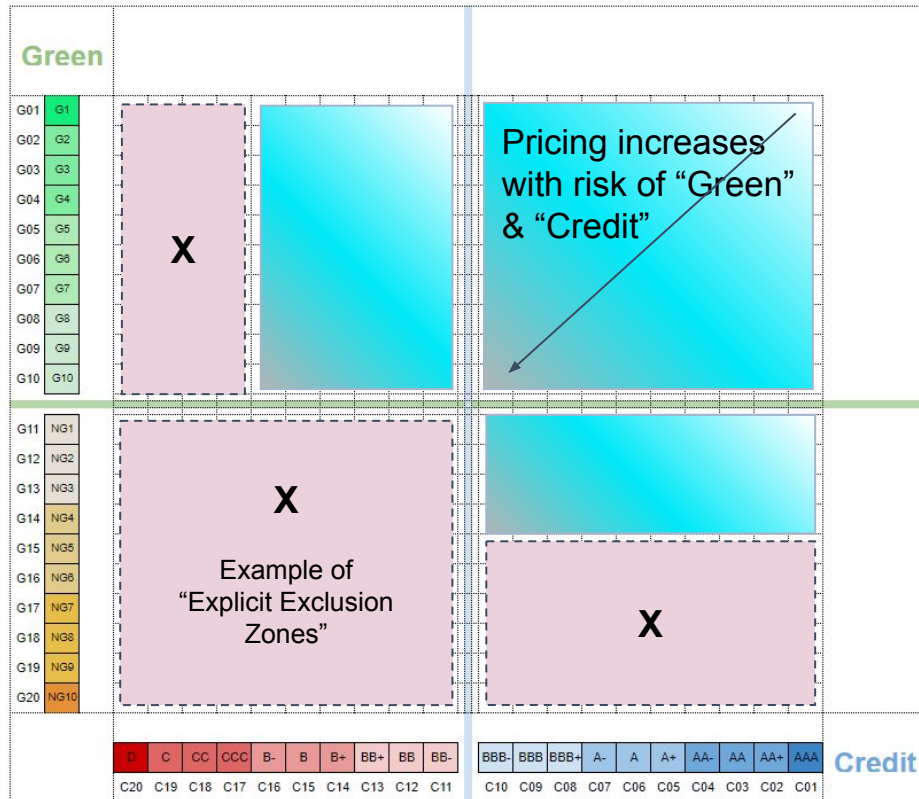 Green
G01 G1
G02 G2
G03 G3
G04 G4
G05 G5
G06 G6
G07 G7
G08 G8
G09 G9
G10 G10
X
Pricing increases
with risk of “Green”
& “Credit”
G11 NG1
G12 NG2
G13 NG3
G14 NG4
G15 NG5
G16 NG6
G17 NG7
G18 NG8
G19 NG9
G20 NG10
X
Example of
“Explicit Exclusion
Zones”
X
D C CC CCC B- B B+ BB+ BB BB- BBB- BBB BBB+ A- A A+ AA- AA AA+ AAA
C20 C19 C18 C17 C16 C15 C14 C13 C12 C11 C10 C09 C08 C07 C06 C05 C04 C03 C02 C01
Credit